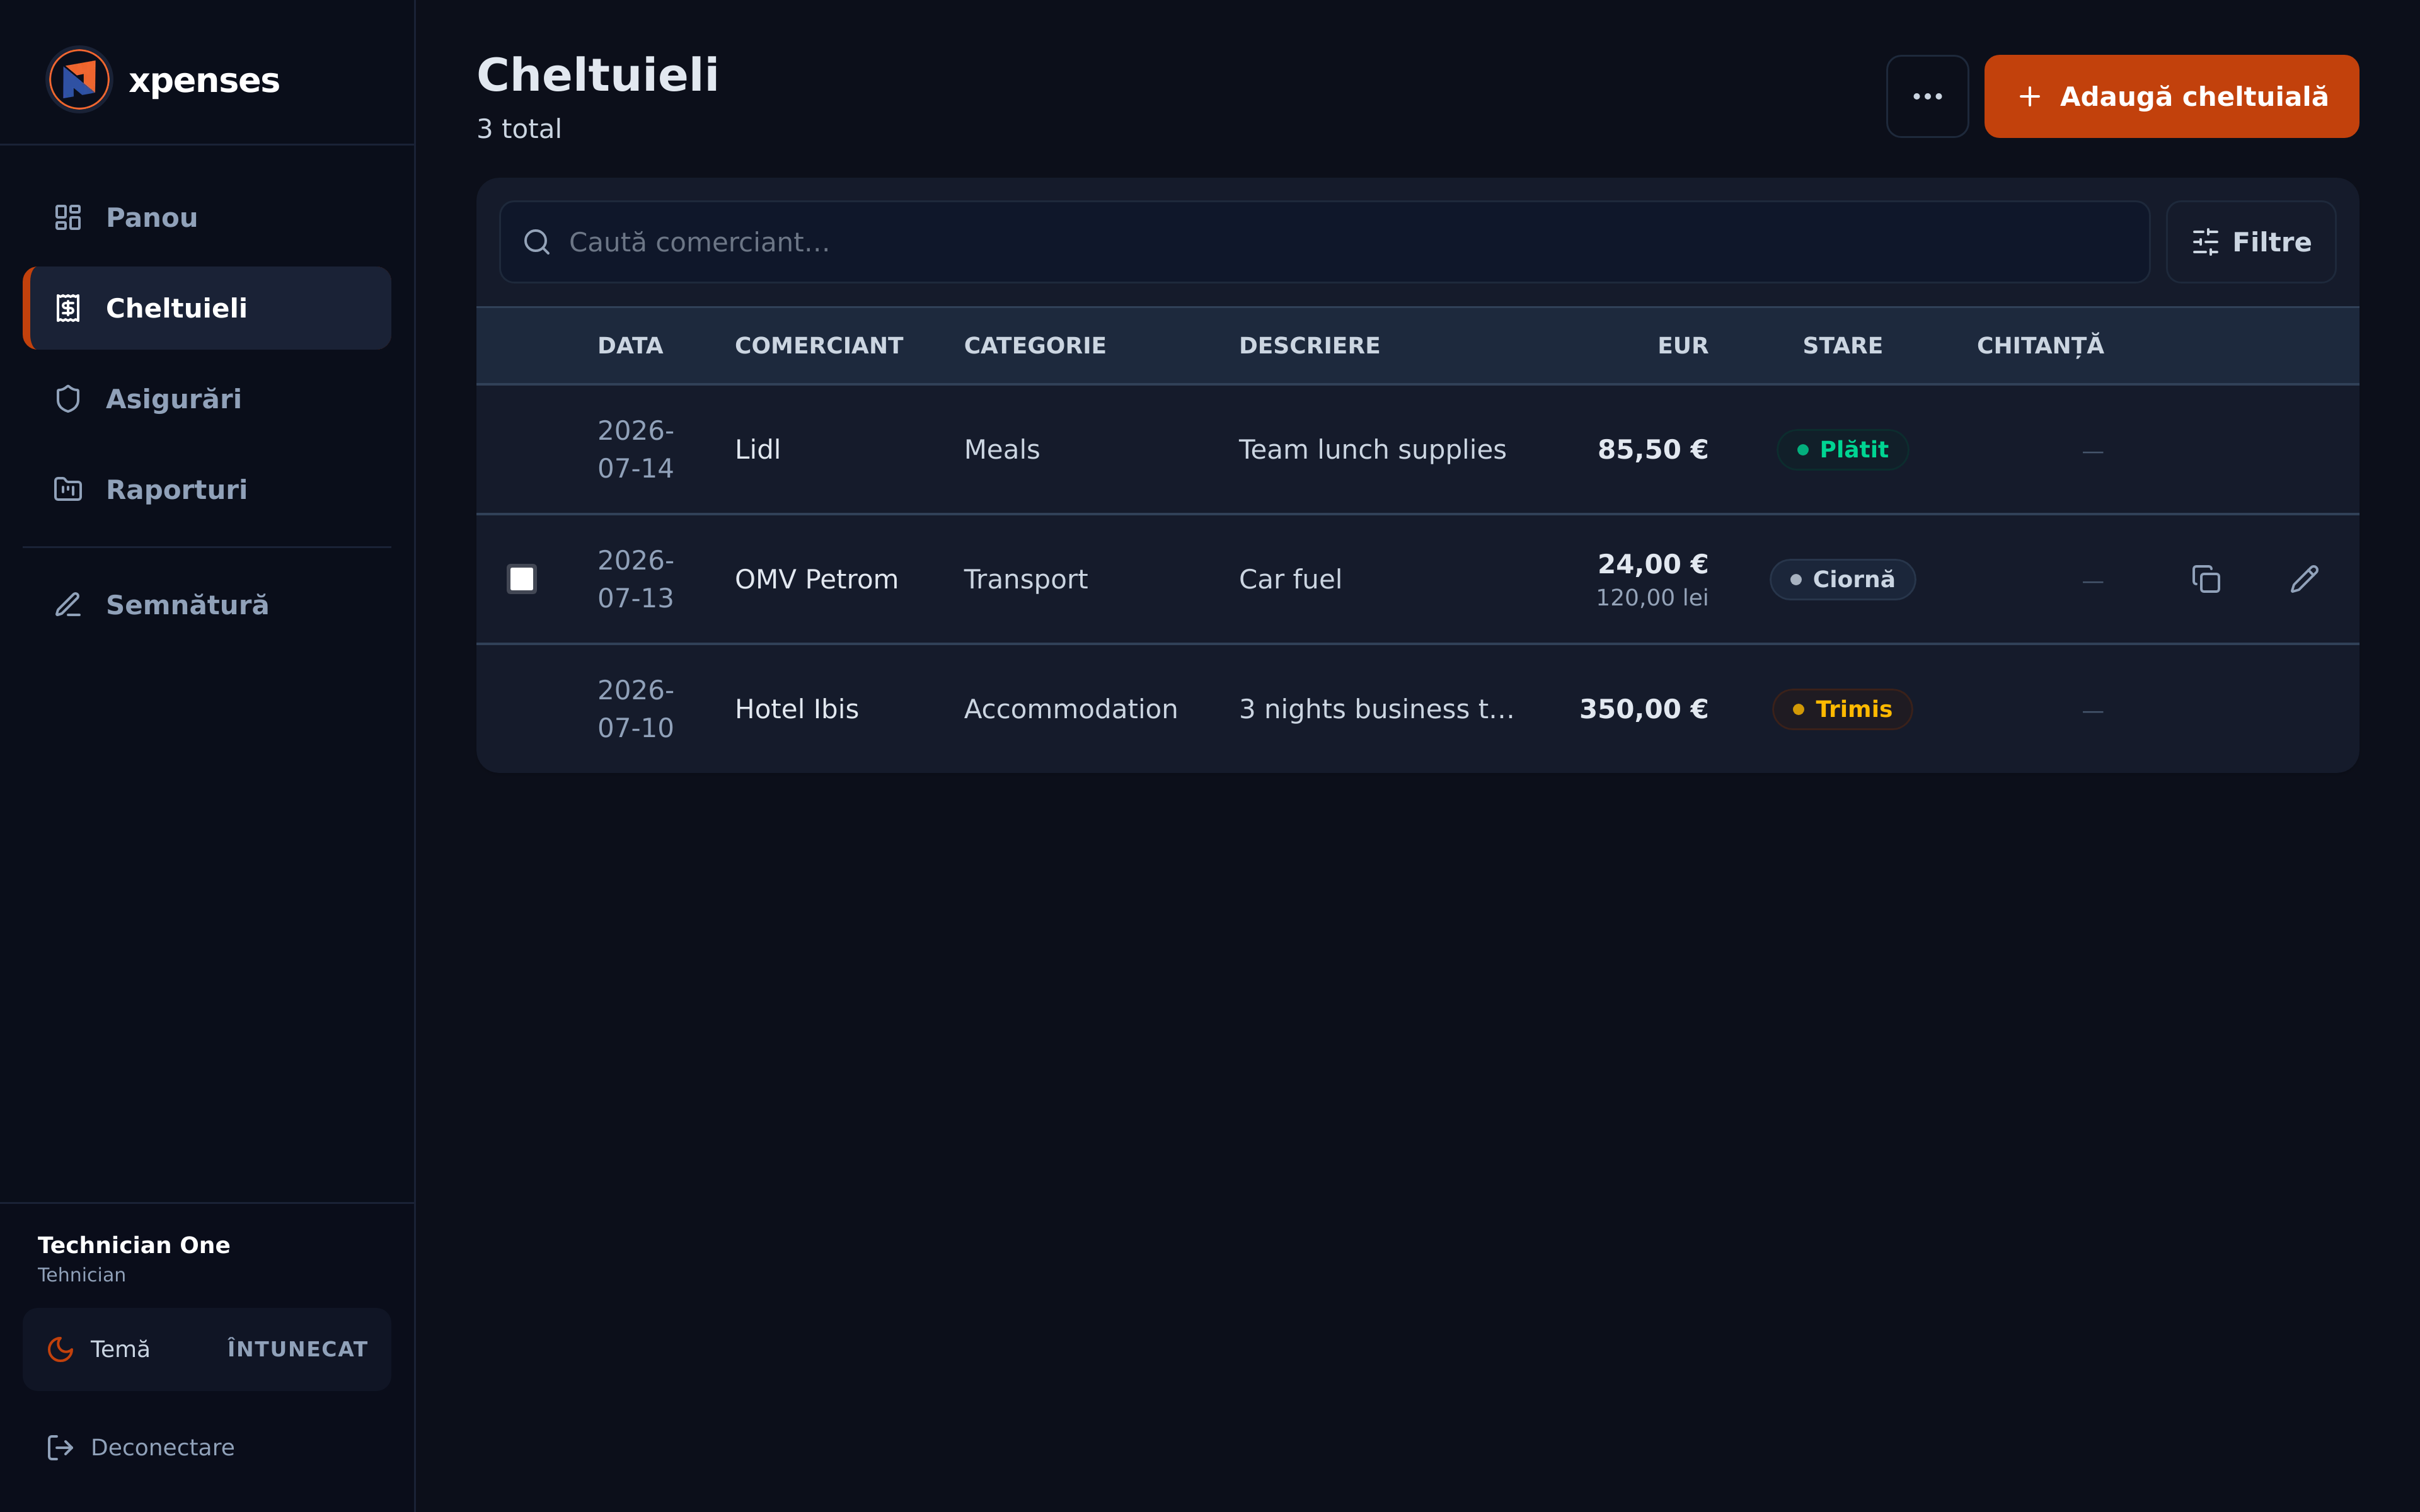 xpenses
Panou
Cheltuieli
Asigurări
Raporturi
Semnătură
Technician One
Tehnician
Temă ÎNTUNECAT
Deconectare
Cheltuieli
3 total
Adaugă cheltuială
Caută comerciant...
Filtre
DATA COMERCIANT CATEGORIE DESCRIERE EUR STARE CHITANȚĂ
2026-
07-14
Lidl Meals Team lunch supplies 85,50 € Plătit —
2026-
07-13
OMV Petrom Transport Car fuel 24,00 €
120,00 lei
Ciornă —
2026-
07-10
Hotel Ibis Accommodation 3 nights business t... 350,00 € Trimis —